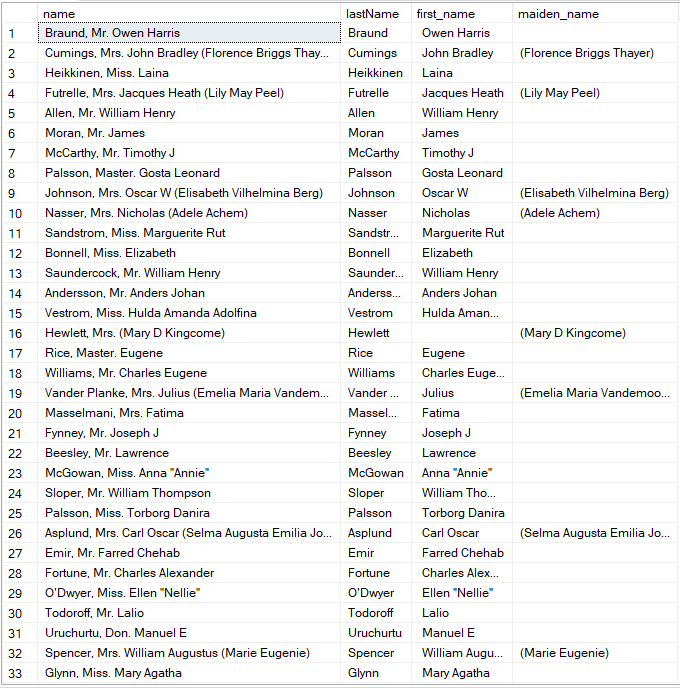 name lastName first_name maiden_name
1 Braund, Mr. Owen Harris Braund Owen Harris
2 Cumings, Mrs. John Bradley (Florence Briggs Thay... Cumings John Bradley (Florence Briggs Thayer)
3 Heikkinen, Miss. Laina Heikkinen Laina
4 Futrelle, Mrs. Jacques Heath (Lily May Peel) Futrelle Jacques Heath (Lily May Peel)
5 Allen, Mr. William Henry Allen William Henry
6 Moran, Mr. James Moran James
7 McCarthy, Mr. Timothy J McCarthy Timothy J
8 Palsson, Master. Gosta Leonard Palsson Gosta Leonard
9 Johnson, Mrs. Oscar W (Elisabeth Vilhelmina Berg) Johnson Oscar W (Elisabeth Vilhelmina Berg)
10 Nasser, Mrs. Nicholas (Adele Achem) Nasser Nicholas (Adele Achem)
11 Sandstrom, Miss. Marguerite Rut Sandstr... Marguerite Rut
12 Bonnell, Miss. Elizabeth Bonnell Elizabeth
13 Saundercock, Mr. William Henry Saunder... William Henry
14 Andersson, Mr. Anders Johan Anderss... Anders Johan
15 Vestrom, Miss. Hulda Amanda Adolfina Vestrom Hulda Aman...
16 Hewlett, Mrs. (Mary D Kingcome) Hewlett (Mary D Kingcome)
17 Rice, Master. Eugene Rice Eugene
18 Williams, Mr. Charles Eugene Williams Charles Euge...
19 Vander Planke, Mrs. Julius (Emelia Maria Vandem... Vander ... Julius (Emelia Maria Vandemoo...
20 Masselmani, Mrs. Fatima Massel... Fatima
21 Fynney, Mr. Joseph J Fynney Joseph J
22 Beesley, Mr. Lawrence Beesley Lawrence
23 McGowan, Miss. Anna "Annie" McGowan Anna "Annie"
24 Sloper, Mr. William Thompson Sloper William Tho...
25 Palsson, Miss. Torborg Danira Palsson Torborg Danira
26 Asplund, Mrs. Carl Oscar (Selma Augusta Emilia Jo... Asplund Carl Oscar (Selma Augusta Emilia Jo...
27 Emir, Mr. Farred Chehab Emir Farred Chehab
28 Fortune, Mr. Charles Alexander Fortune Charles Alex...
29 O'Dwyer, Miss. Ellen "Nellie" O'Dwyer Ellen "Nellie"
30 Todoroff, Mr. Lalio Todoroff Lalio
31 Uruchurtu, Don. Manuel E Uruchurtu Manuel E
32 Spencer, Mrs. William Augustus (Marie Eugenie) Spencer William Augu... (Marie Eugenie)
33 Glynn, Miss. Mary Agatha Glynn Mary Agatha